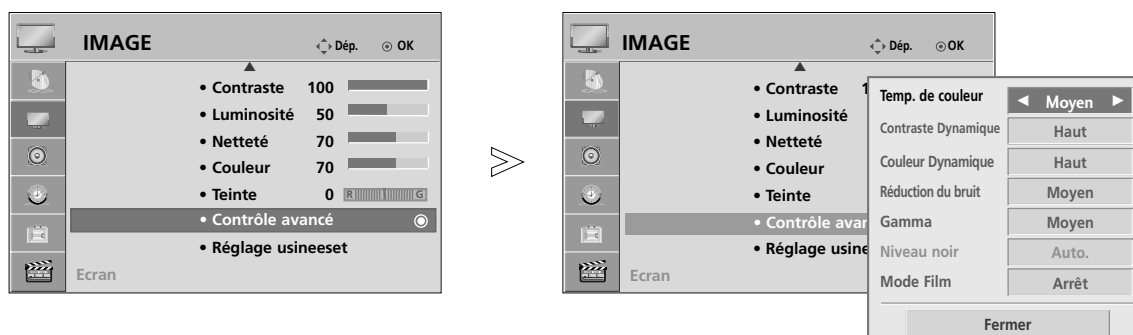 IMAGE
Dép. OK
• Contraste 100
• Luminosité 50
• Netteté 70
• Couleur 70
• Teinte 0 R G
• Contrôle avancé
• Réglage usineeset
Ecran
IMAGE
Dép. OK
• Contraste 1
• Luminosité
• Netteté
• Couleur
• Teinte
• Contrôle avan
• Réglage usine
Ecran
Temp. de couleur ◄ Moyen ►
Contraste Dynamique Haut
Couleur Dynamique Haut
Réduction du bruit Moyen
Gamma Moyen
Niveau noir Auto.
Mode Film Arrêt
Fermer